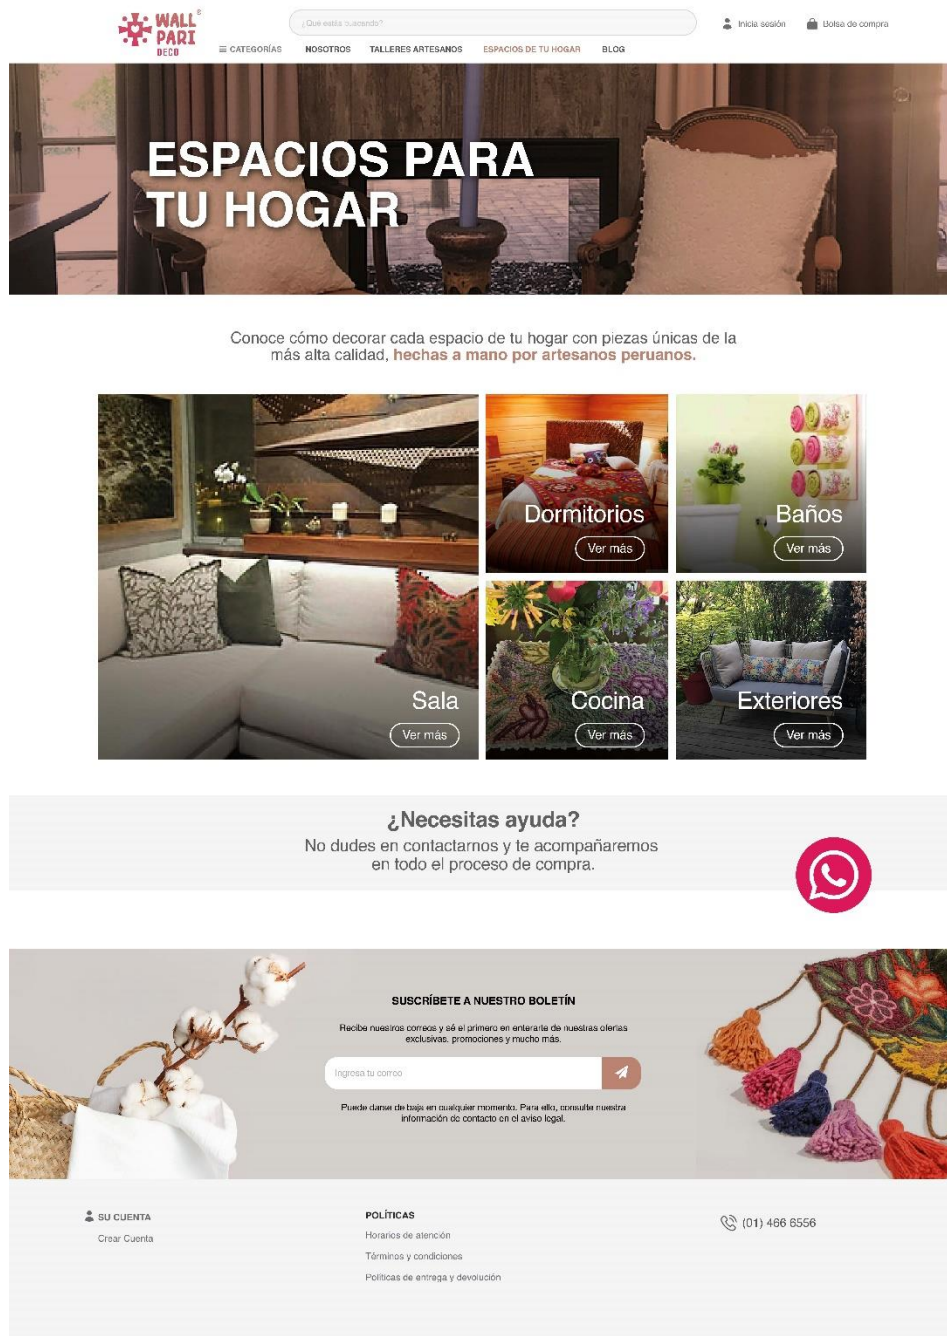 WALL®
PARI
DECO
¿Qué estás buscando?
Inicia sesión
Bolsa de compra
CATEGORÍAS
NOSOTROS
TALLERES ARTESANOS
ESPACIOS DE TU HOGAR
BLOG
ESPACIOS PARA
TU HOGAR
Conoce cómo decorar cada espacio de tu hogar con piezas únicas de la
más alta calidad, hechas a mano por artesanos peruanos.
Sala
Ver más
Dormitorios
Ver más
Baños
Ver más
Cocina
Ver más
Exteriores
Ver más
¿Necesitas ayuda?
No dudes en contactarnos y te acompañaremos
en todo el proceso de compra.
SUSCRÍBETE A NUESTRO BOLETÍN
Recibe nuestros correos y sé el primero en enterarte de nuestras ofertas
exclusivas, promociones y mucho más.
Ingresa tu correo
Puede darse de baja en cualquier momento. Para ello, consulte nuestra
información de contacto en el aviso legal.
SU CUENTA
Crear Cuenta
POLÍTICAS
Horarios de atención
Términos y condiciones
Políticas de entrega y devolución
(01) 466 6556